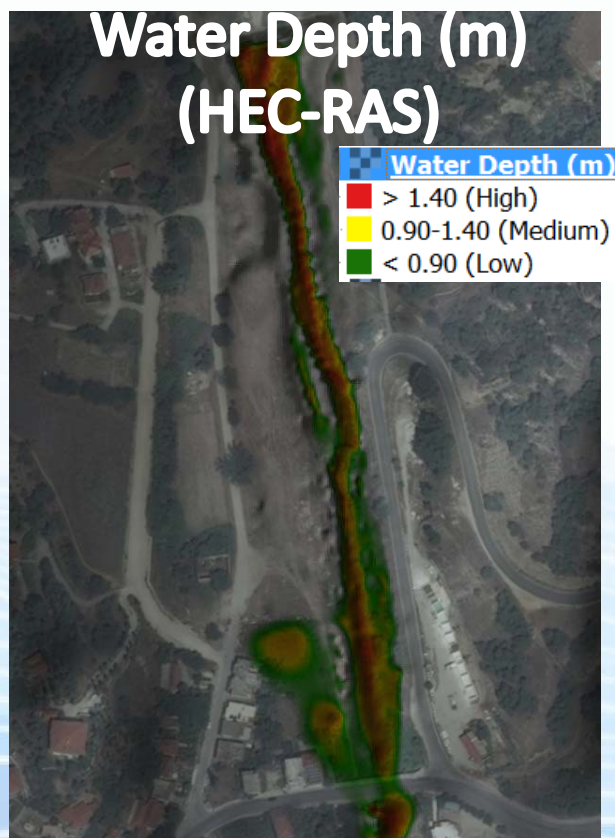 Water Depth (m)
(HEC-RAS)
Water Depth (m)
> 1.40 (High)
0.90-1.40 (Medium)
< 0.90 (Low)